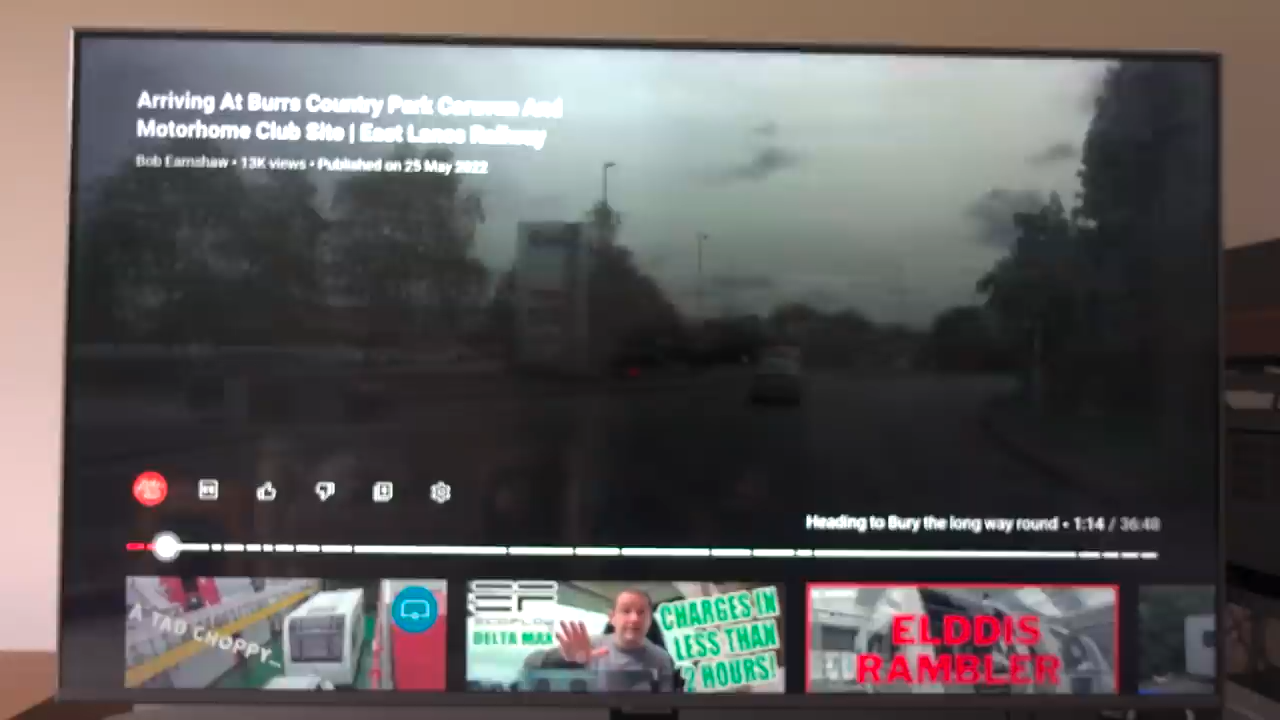 Arriving At Burrs Country Park Caravan And
Motorhome Club Site | East Lancs Railway
Bob Earnshaw • 13K views • Published on 25 May 2022
Heading to Bury the long way round • 1:14 / 36:48
A TAD CHOPPY...
ECOFLOW
DELTA MAX
CHARGES IN
LESS THAN
2 HOURS!
ELDDIS
RAMBLER